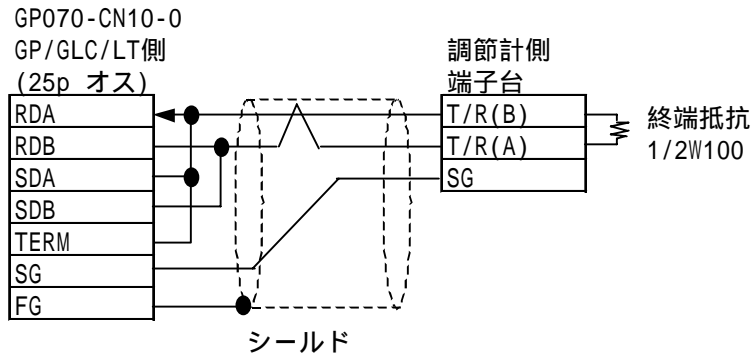 GP070-CN10-0
GP/GLC/LT側
(25p オス)
RDA
RDB
SDA
SDB
TERM
SG
FG
調節計側
端子台
T/R(B)
T/R(A)
SG
終端抵抗
1/2W100
シールド